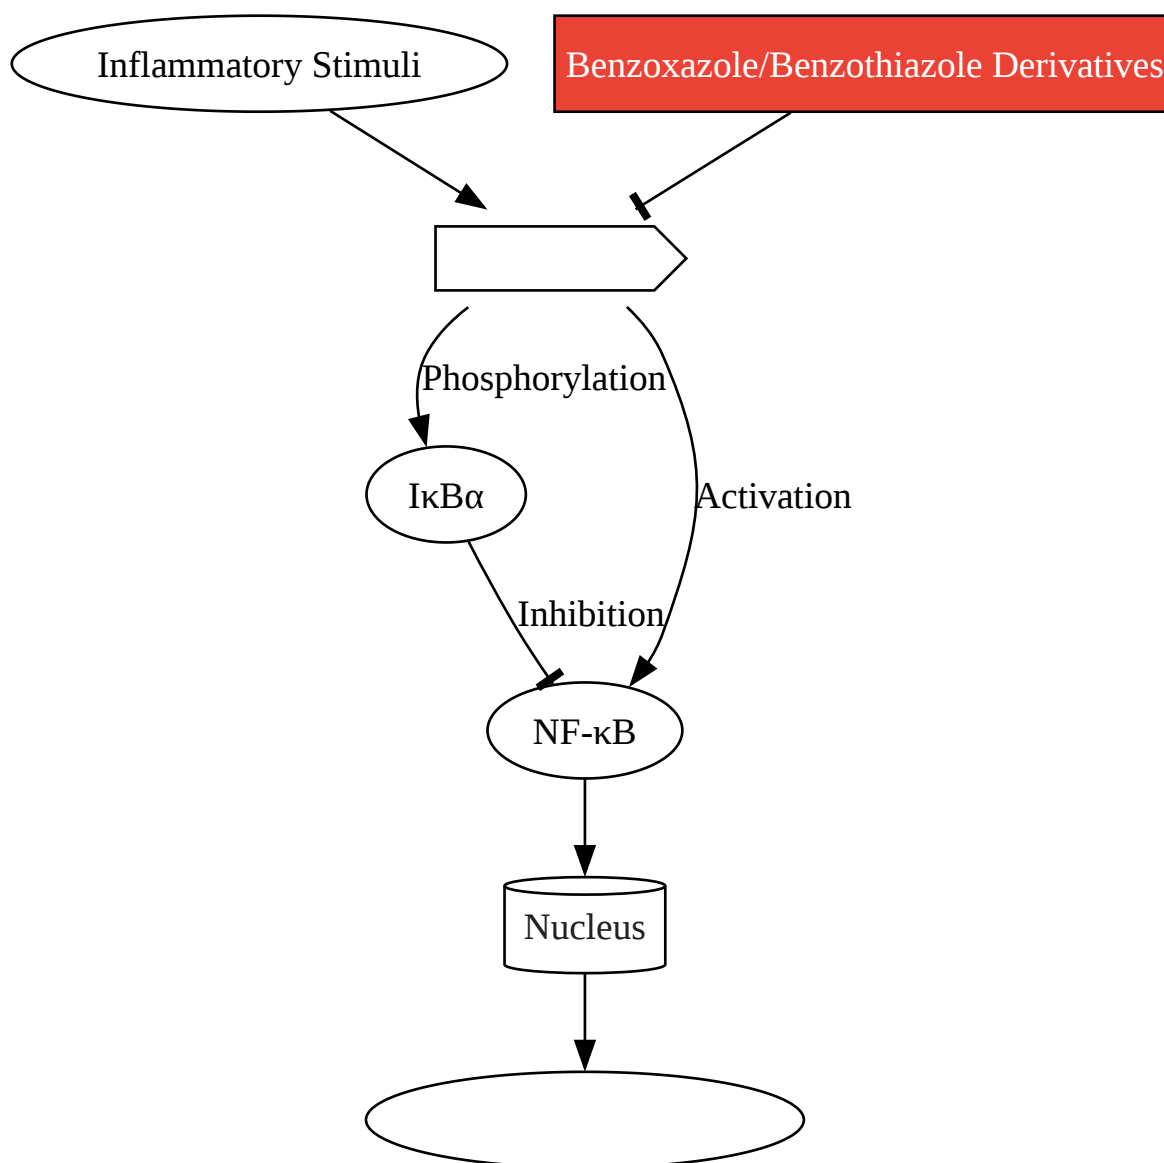 Inflammatory Stimuli
Benzoxazole/Benzothiazole Derivatives
Phosphorylation
IκBα
Activation
Inhibition
NF-κB
Nucleus